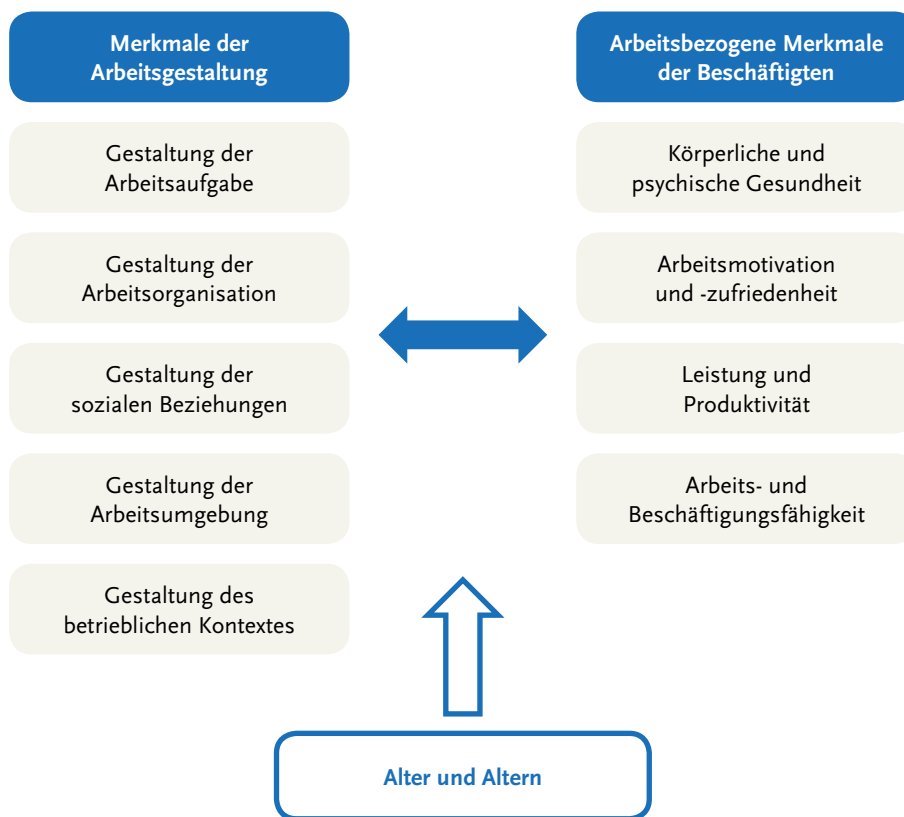 Merkmale der
Arbeitsgestaltung
Gestaltung der
Arbeitsaufgabe
Gestaltung der
Arbeitsorganisation
Gestaltung der
sozialen Beziehungen
Gestaltung der
Arbeitsumgebung
Gestaltung des
betrieblichen Kontextes
Arbeitsbezogene Merkmale
der Beschäftigten
Körperliche und
psychische Gesundheit
Arbeitsmotivation
und -zufriedenheit
Leistung und
Produktivität
Arbeits- und
Beschäftigungsfähigkeit
Alter und Altern